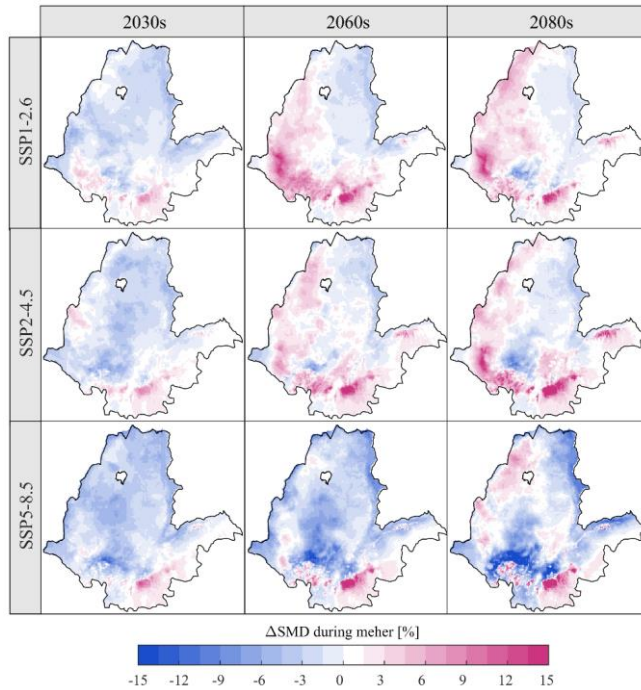 2030s
2060s
2080s
SSP1-2.6
SSP2-4.5
SSP5-8.5
ΔSMD during meher [%]
-15 -12 -9 -6 -3 0 3 6 9 12 15